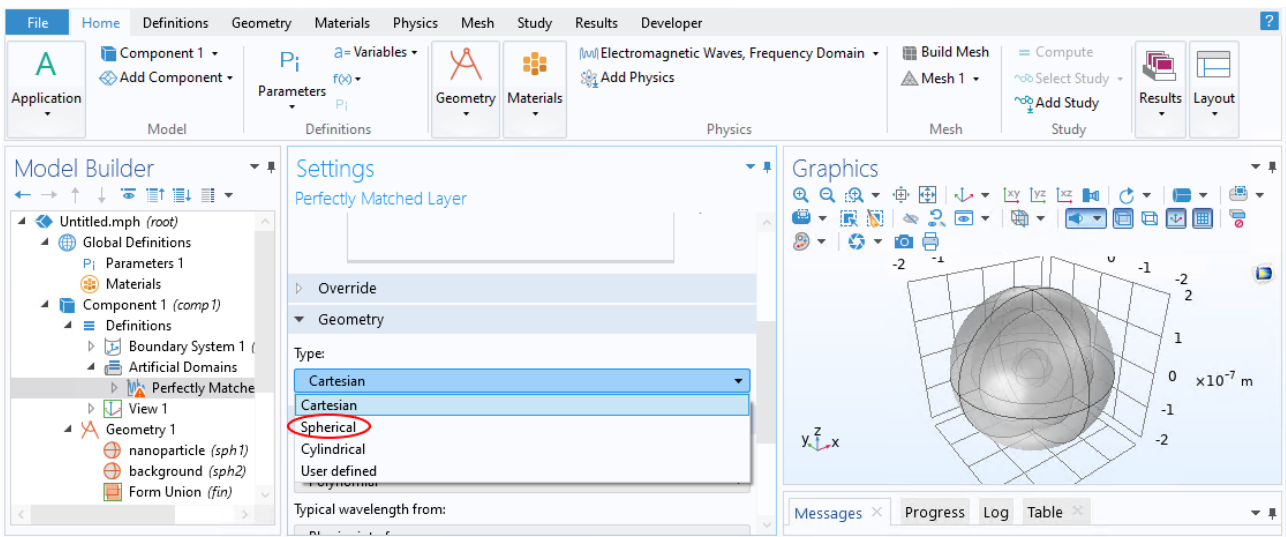 File Home Definitions Geometry Materials Physics Mesh Study Results Developer ?
Component 1
Add Component
Application
Model
Pi
Parameters
a= Variables
f(x)
Pi
Definitions
Geometry
Materials
Electromagnetic Waves, Frequency Domain
Add Physics
Physics
Build Mesh
Mesh 1
Mesh
= Compute
Select Study
Add Study
Study
Results
Layout
Model Builder
Untitled.mph (root)
Global Definitions
Pi Parameters 1
Materials
Component 1 (comp1)
Definitions
Boundary System 1 (
Artificial Domains
Perfectly Matche
View 1
Geometry 1
nanoparticle (sph1)
background (sph2)
Form Union (fin)
Settings
Perfectly Matched Layer
Override
Geometry
Type:
Cartesian
Cartesian
Spherical
Cylindrical
User defined
Typical wavelength from:
Graphics
xy yz xz
-2 -1 0 -1 -2
2
1
0 ×10⁻⁷ m
-1
-2
y z x
Messages Progress Log Table